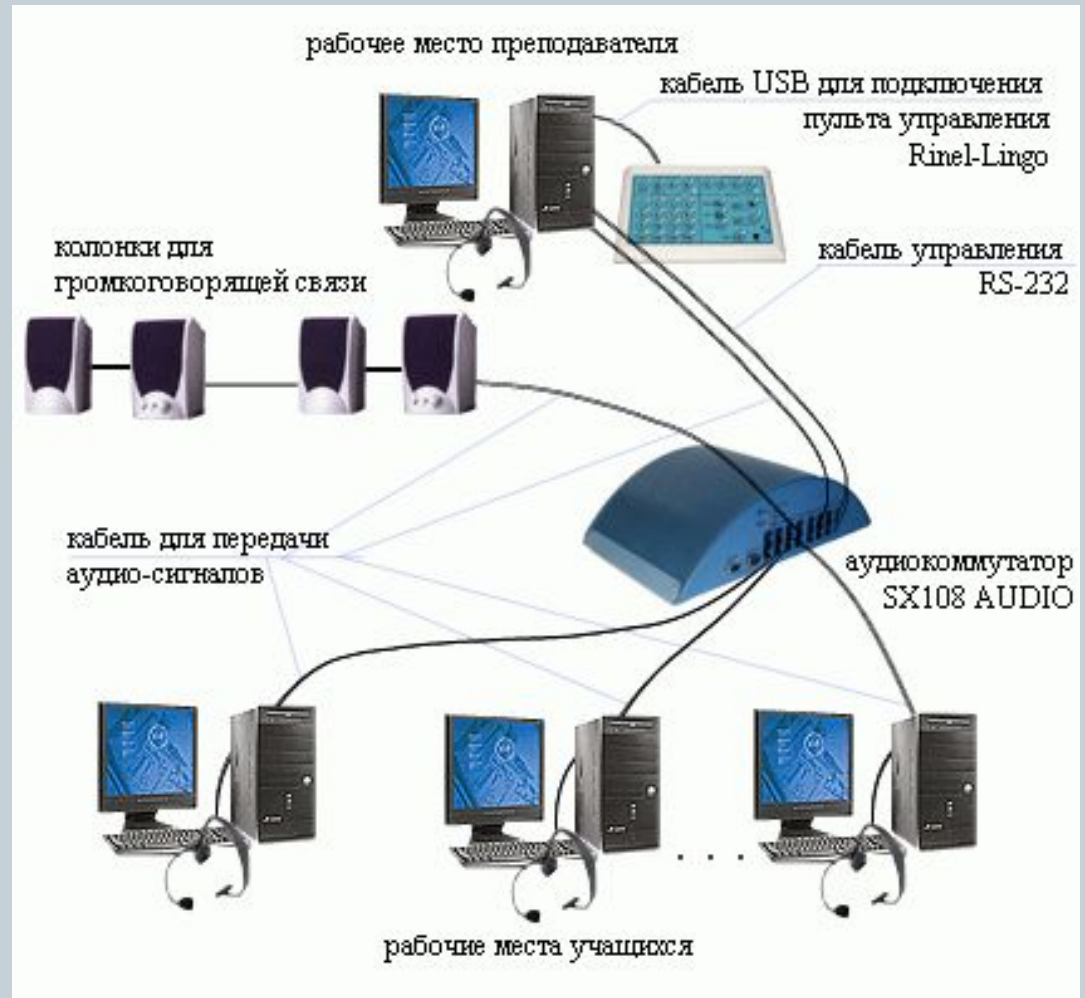 рабочее место преподавателя
кабель USB для подключения
пульта управления
Rinel-Lingo
колонки для
громкоговорящей связи
кабель управления
RS-232
кабель для передачи
аудио-сигналов
аудиокоммутатор
SX108 AUDIO
. . .
рабочие места учащихся